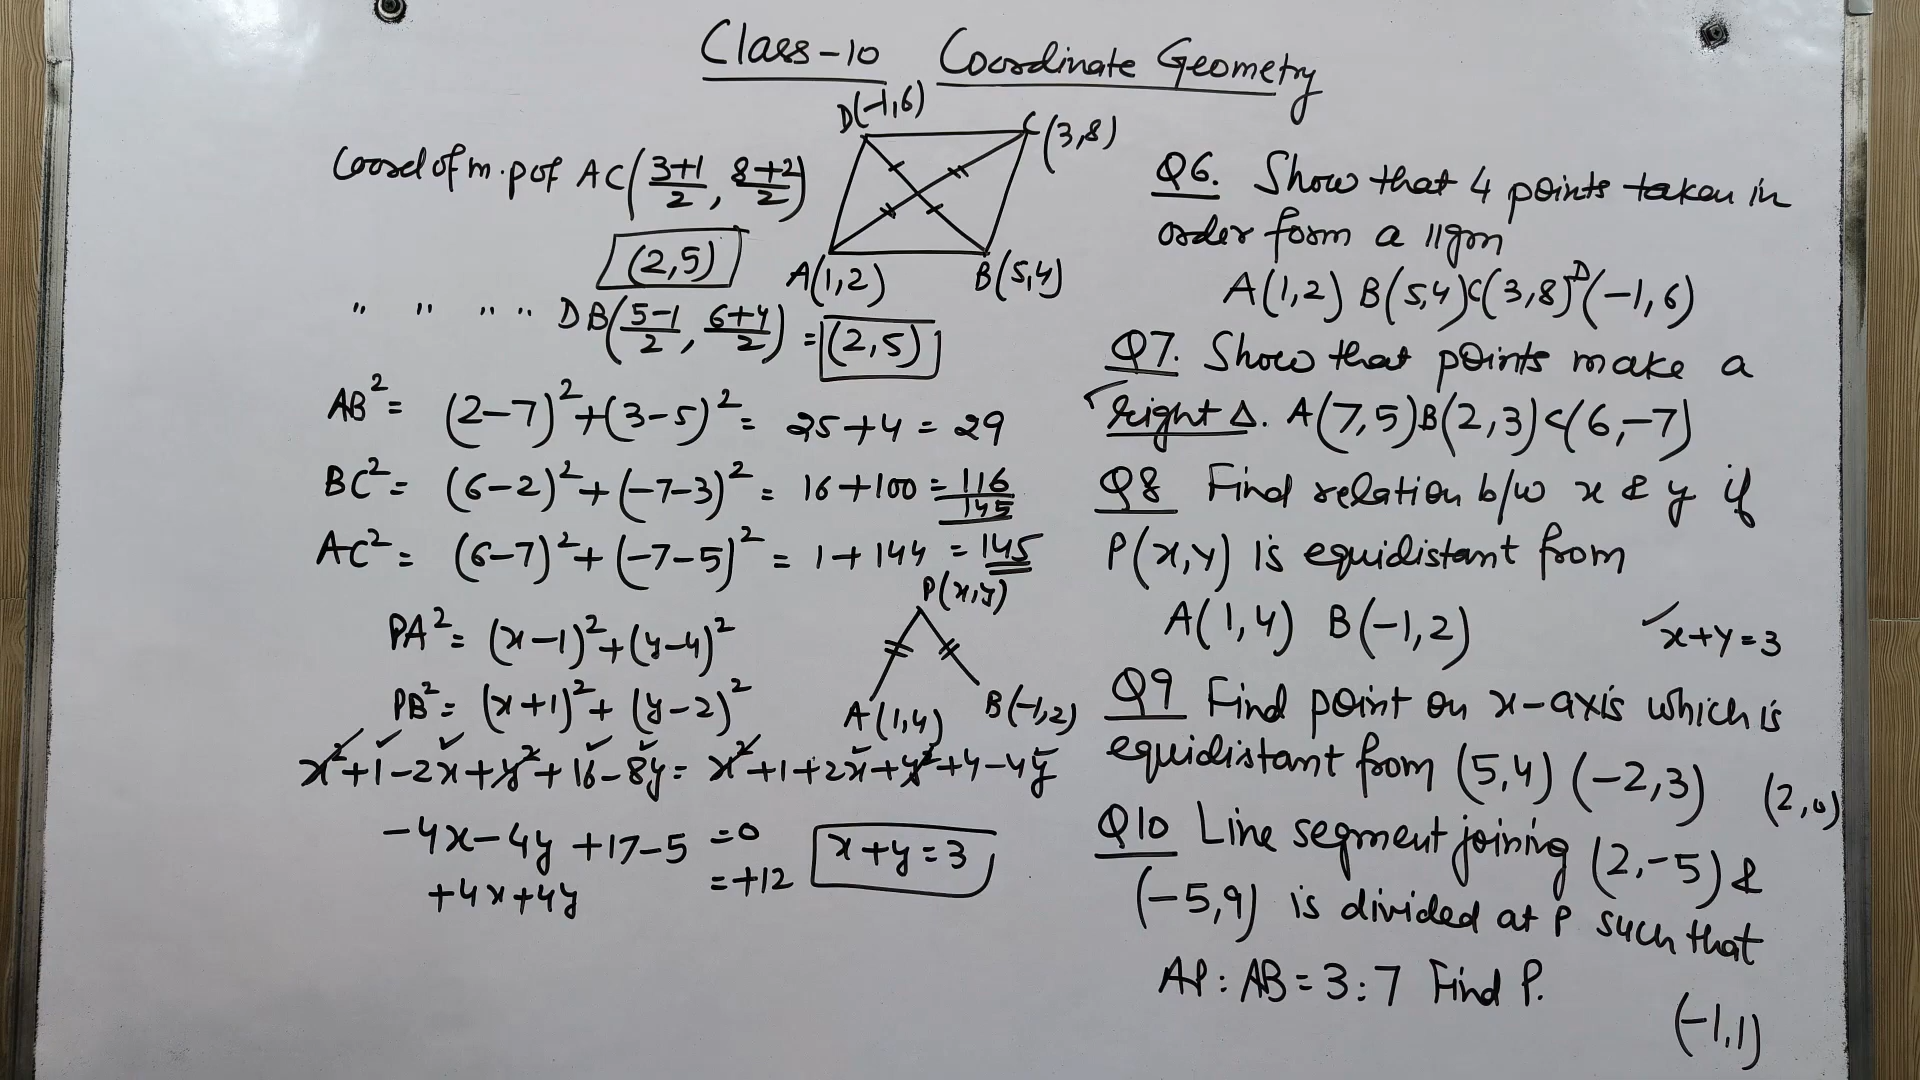 Class-10 Coordinate Geometry
D(-1,6)
C(3,8)
A(1,2)
B(5,4)
Coord of m.p of AC(3+1/2, 8+2/2)
(2,5)
" " " " DB(5-1/2, 6+4/2) = (2,5)
AB² = (2-7)²+(3-5)² = 25+4 = 29
BC² = (6-2)²+(-7-3)² = 16+100 = 116
145
AC² = (6-7)²+(-7-5)² = 1+144 = 145
P(x,y)
A(1,4)
B(-1,2)
PA² = (x-1)²+(y-4)²
PB² = (x+1)²+(y-2)²
x²+1-2x+y²+16-8y = x²+1+2x+y²+4-4y
-4x-4y+17-5 = 0
+4x+4y = +12
x+y=3
Q6. Show that 4 points taken in
order form a ||gm
A(1,2) B(5,4) C(3,8) D(-1,6)
Q7. Show that points make a
right Δ. A(7,5) B(2,3) C(6,-7)
Q8 Find relation b/w x & y if
P(x,y) is equidistant from
A(1,4) B(-1,2) ✓x+y=3
Q9 Find point on x-axis which is
equidistant from (5,4) (-2,3) (2,0)
Q10 Line segment joining (2,-5) &
(-5,9) is divided at P such that
AP : AB = 3:7 Find P.
(-1,1)